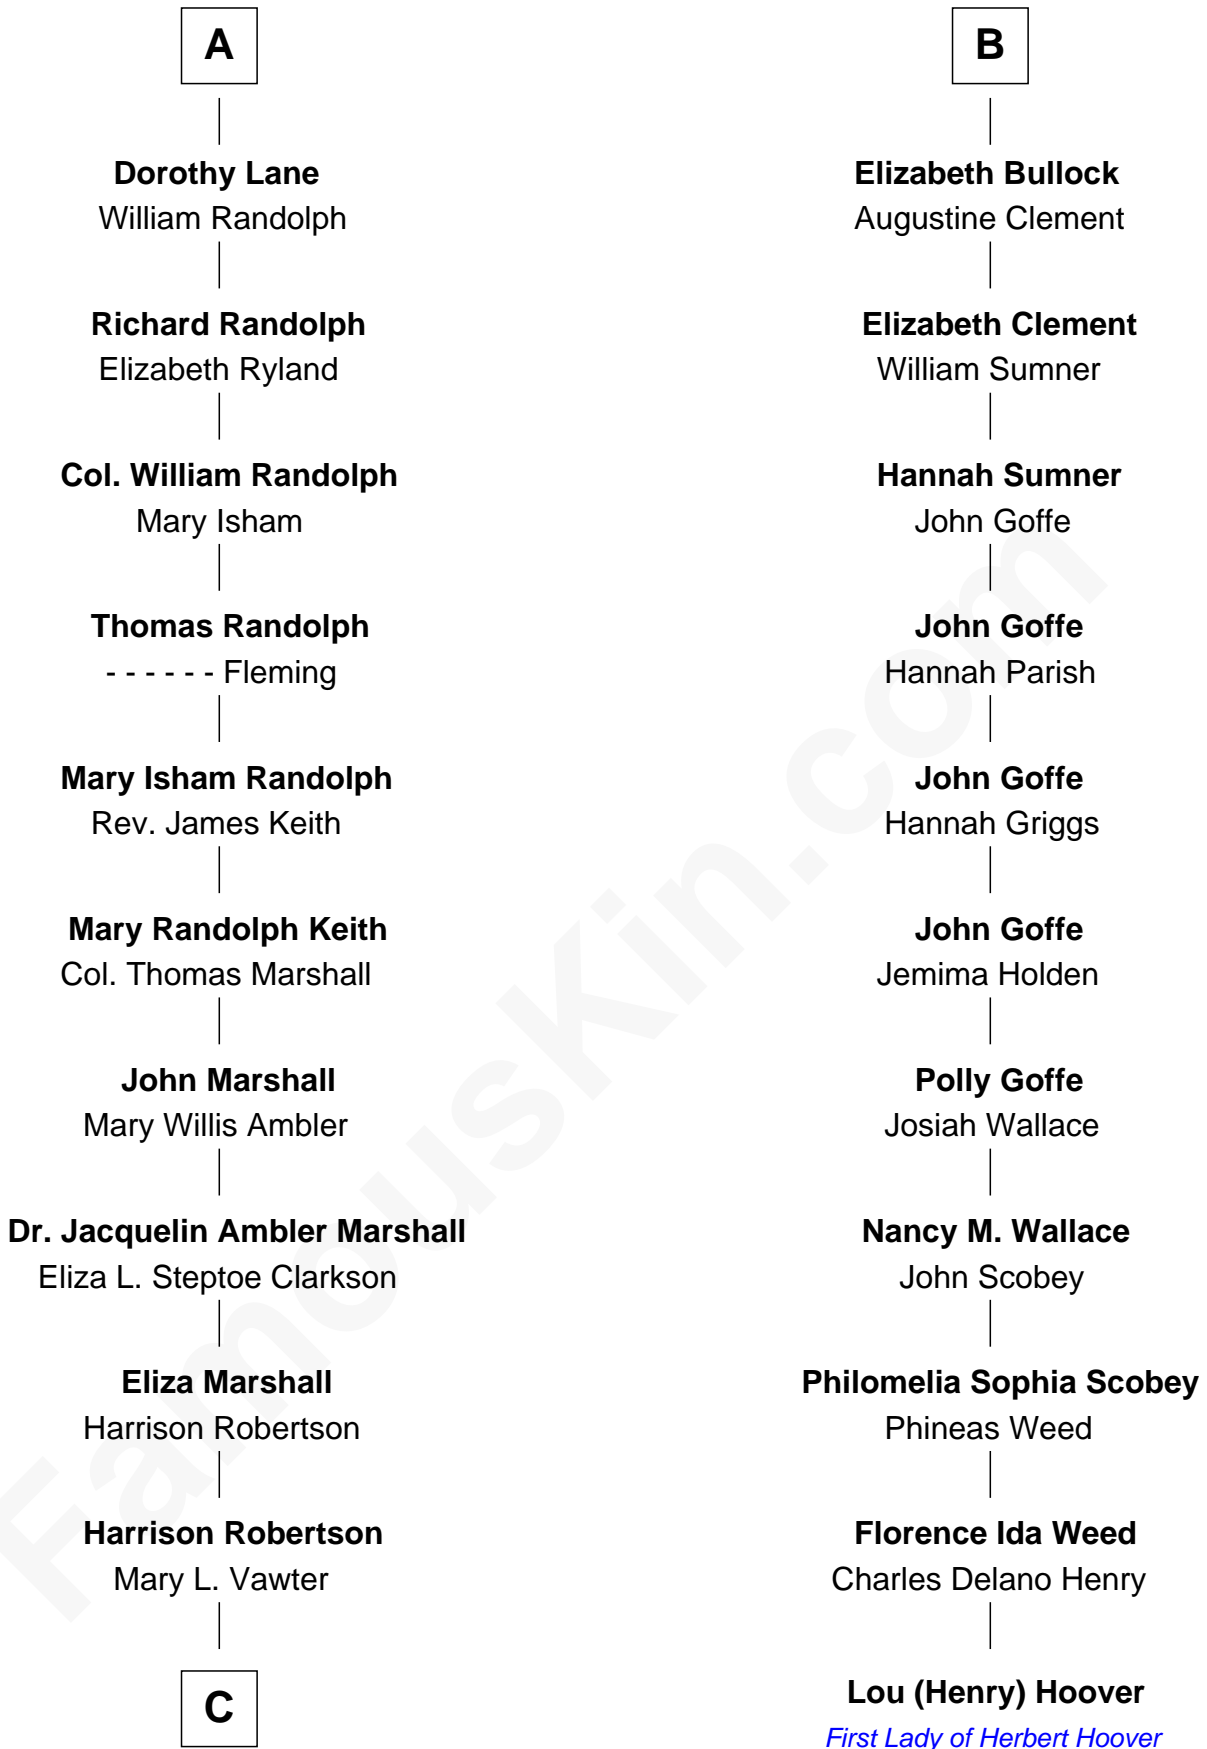 A
Dorothy Lane
William Randolph
Richard Randolph
Elizabeth Ryland
Col. William Randolph
Mary Isham
Thomas Randolph
- - - - - - Fleming
Mary Isham Randolph
Rev. James Keith
Mary Randolph Keith
Col. Thomas Marshall
John Marshall
Mary Willis Ambler
Dr. Jacquelin Ambler Marshall
Eliza L. Steptoe Clarkson
Eliza Marshall
Harrison Robertson
Harrison Robertson
Mary L. Vawter
C
B
Elizabeth Bullock
Augustine Clement
Elizabeth Clement
William Sumner
Hannah Sumner
John Goffe
John Goffe
Hannah Parish
John Goffe
Hannah Griggs
John Goffe
Jemima Holden
Polly Goffe
Josiah Wallace
Nancy M. Wallace
John Scobey
Philomelia Sophia Scobey
Phineas Weed
Florence Ida Weed
Charles Delano Henry
Lou (Henry) Hoover
First Lady of Herbert Hoover
FamousKin.com